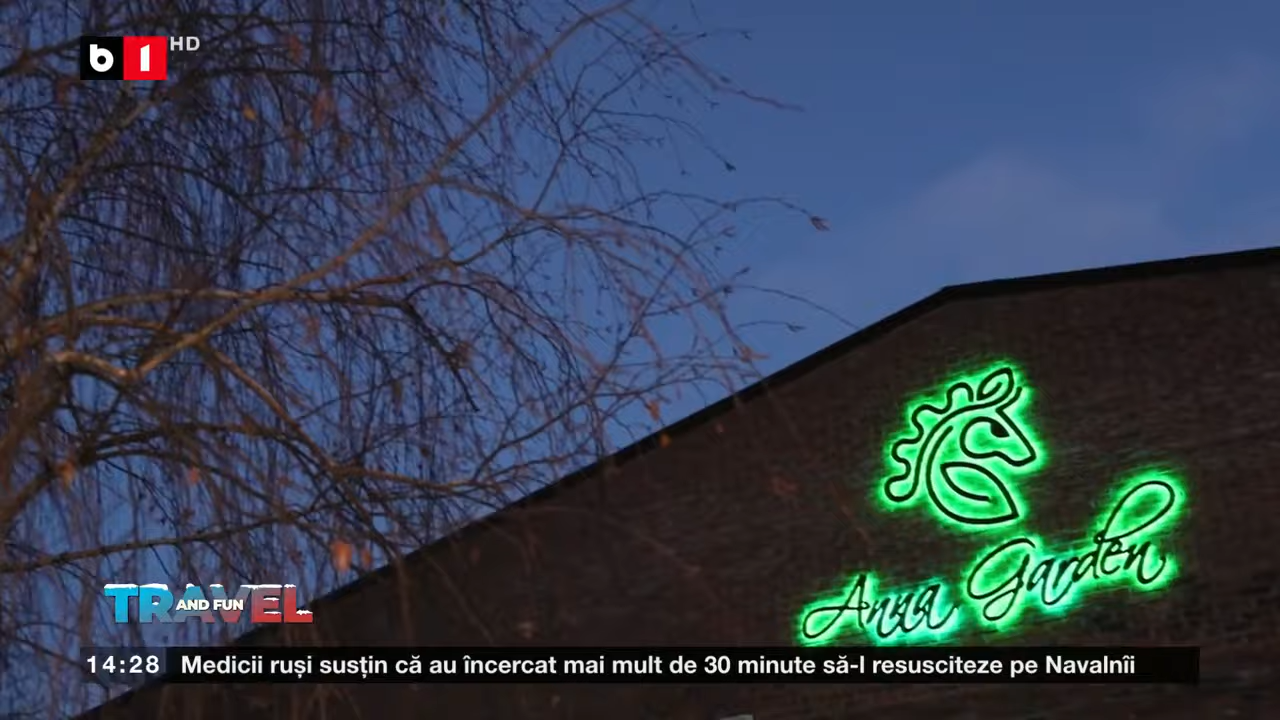 b1 HD
Anna Garden
TRAVEL
AND FUN
14:28 Medicii ruși susțin că au încercat mai mult de 30 minute să-l resusciteze pe Navalnîi